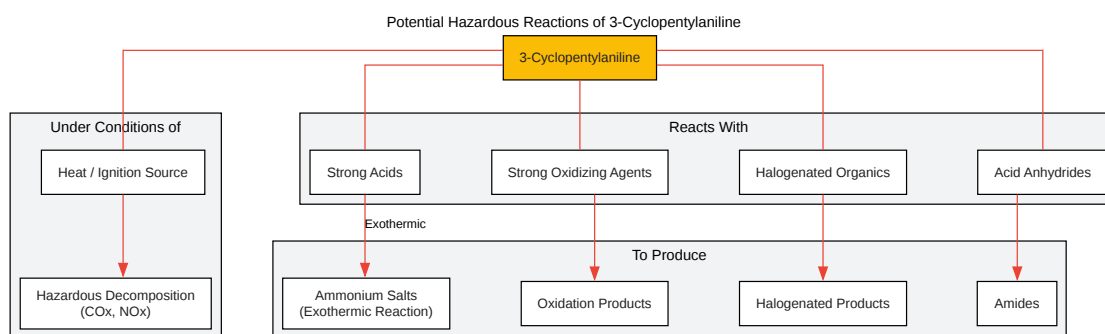 Potential Hazardous Reactions of 3-Cyclopentylaniline
3-Cyclopentylaniline
Under Conditions of
Reacts With
Heat / Ignition Source
Strong Acids
Strong Oxidizing Agents
Halogenated Organics
Acid Anhydrides
Exothermic
To Produce
Hazardous Decomposition
(COx, NOx)
Ammonium Salts
(Exothermic Reaction)
Oxidation Products
Halogenated Products
Amides